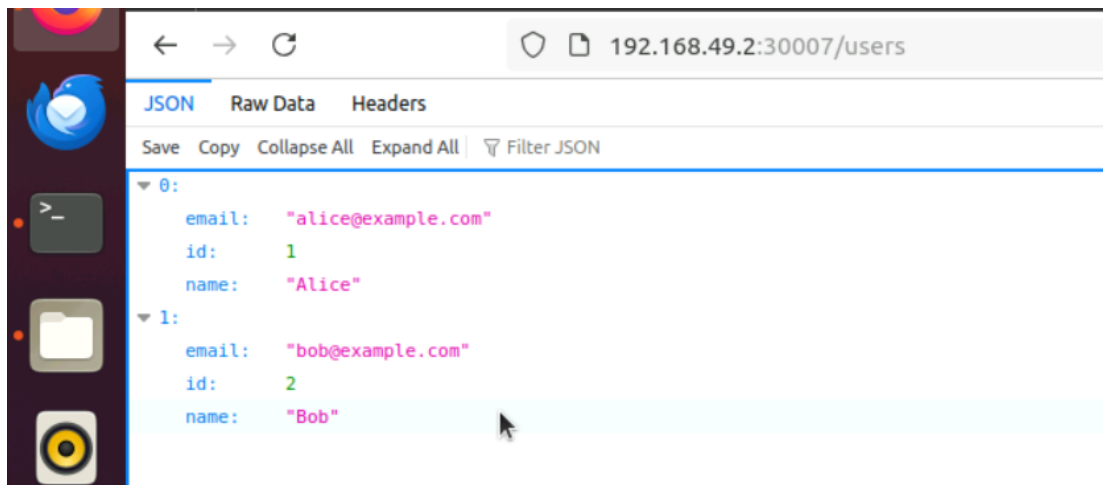 192.168.49.2:30007/users
JSON Raw Data Headers
Save Copy Collapse All Expand All Filter JSON
0:
email: "alice@example.com"
id: 1
name: "Alice"
1:
email: "bob@example.com"
id: 2
name: "Bob"
>_